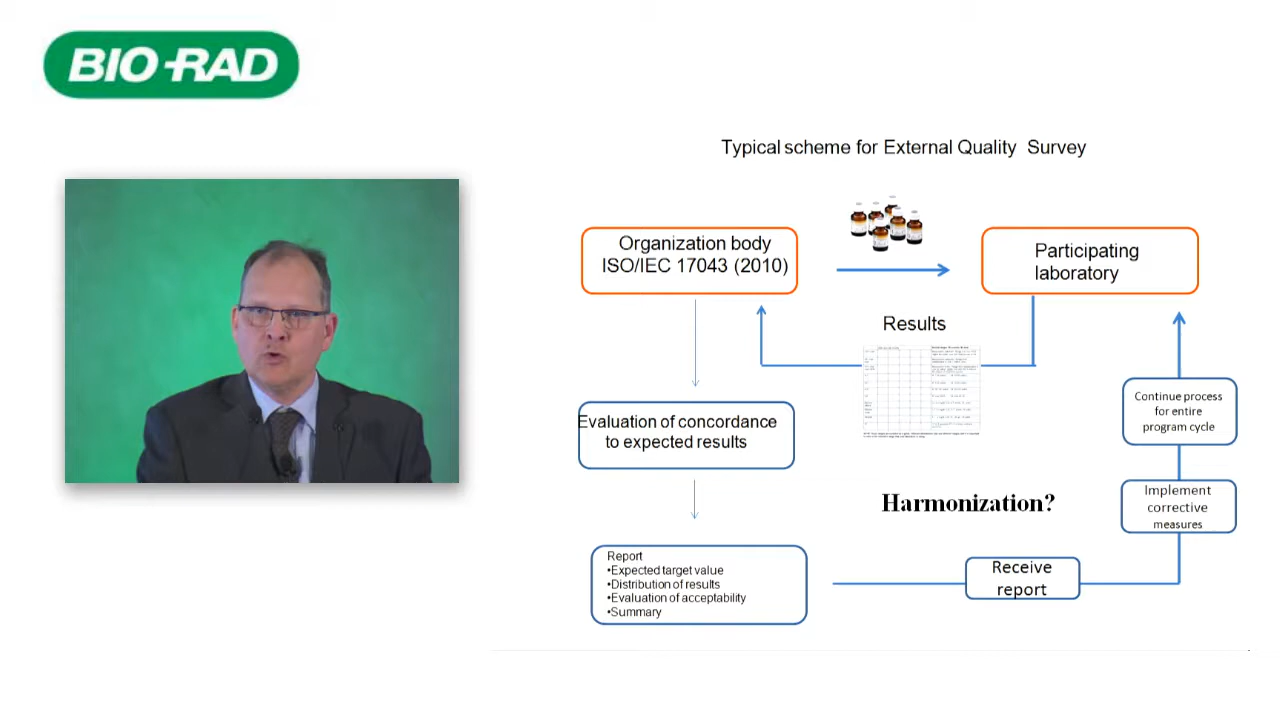 BIO-RAD
Typical scheme for External Quality Survey
Organization body
ISO/IEC 17043 (2010)
Participating
laboratory
Results
Evaluation of concordance
to expected results
Continue process
for entire
program cycle
Harmonization?
Implement
corrective
measures
Report
•Expected target value
•Distribution of results
•Evaluation of acceptability
•Summary
Receive
report